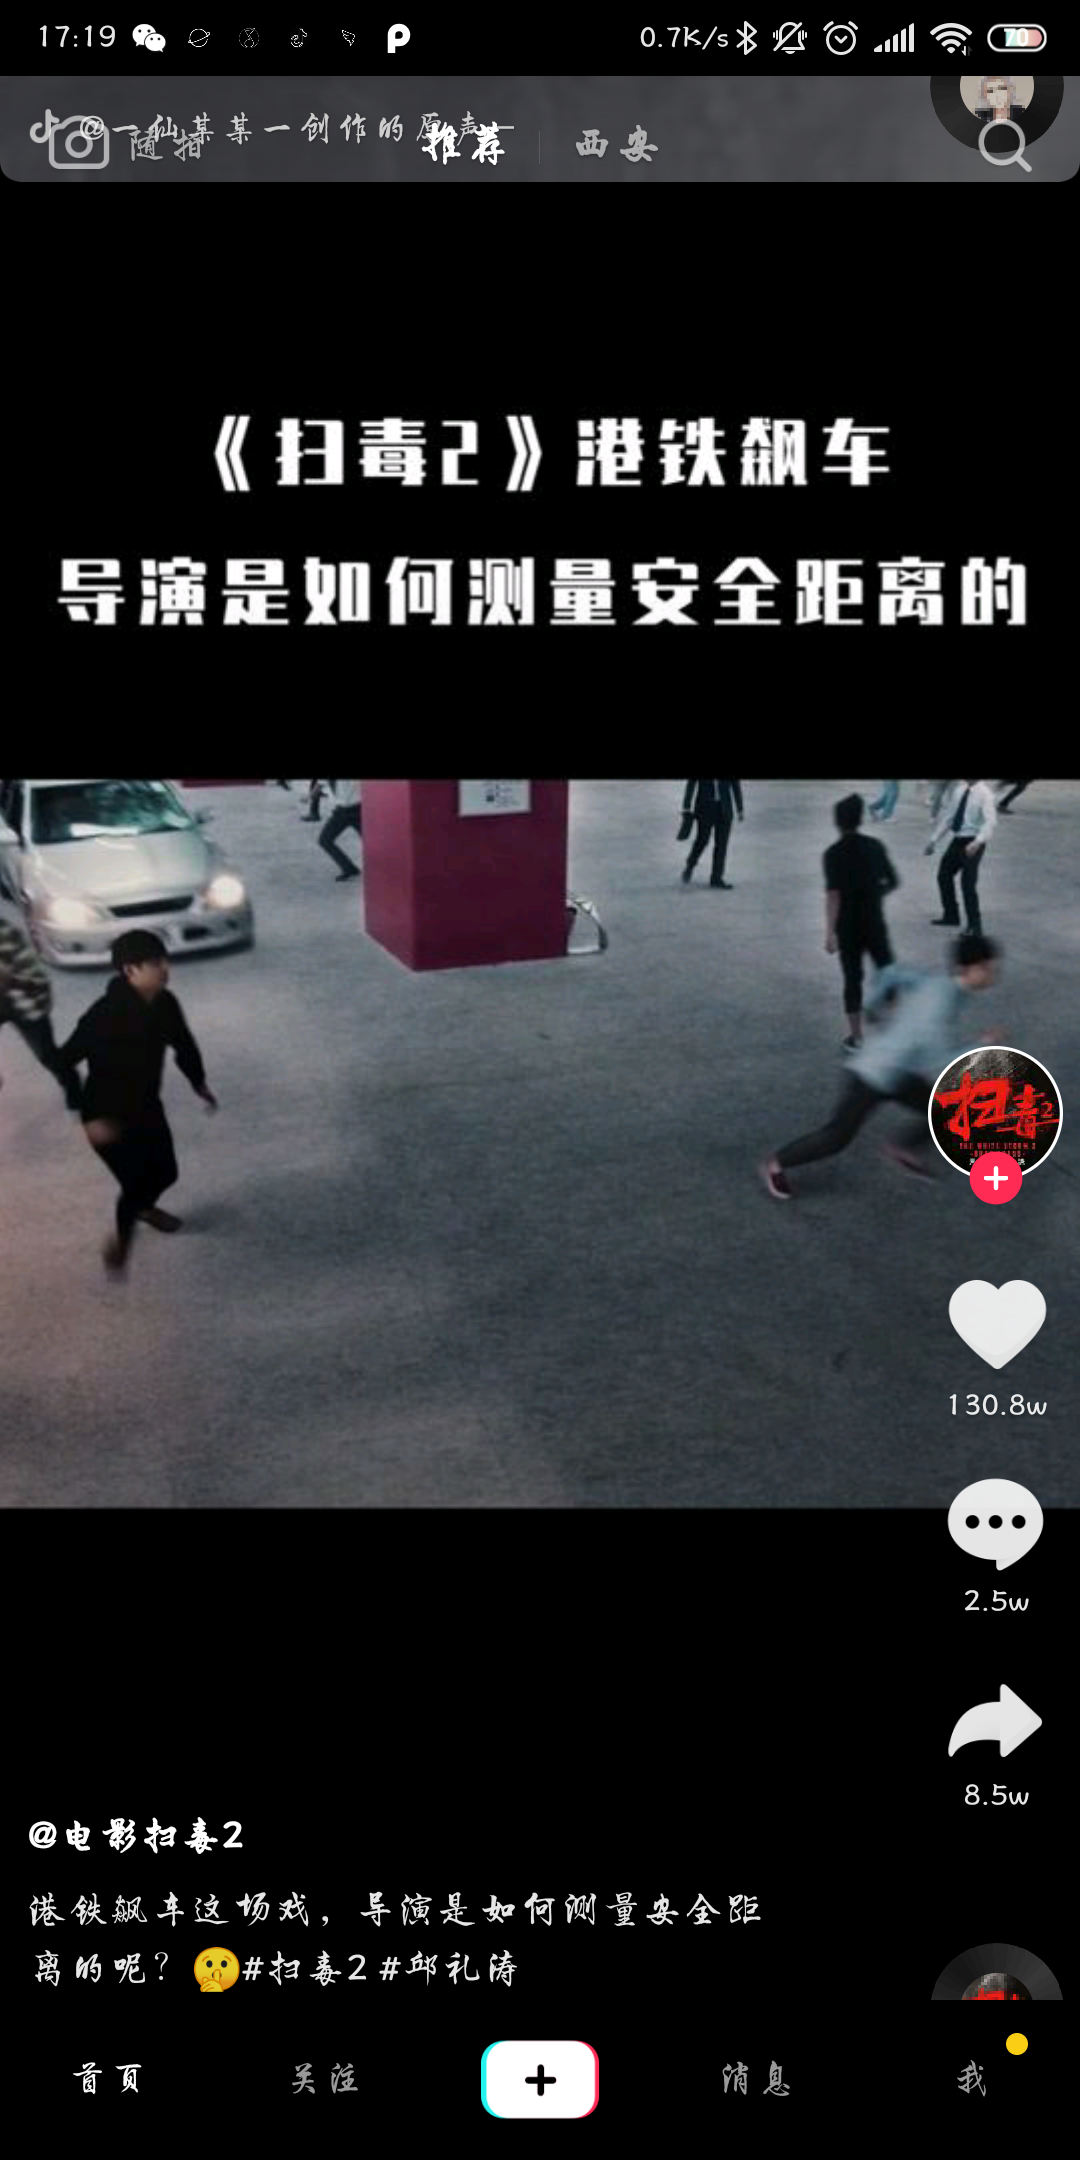 17:19
0.7K/s
70
@一仙某某一创作的原声一
随拍 推荐 西安
《扫毒2》港铁飙车
导演是如何测量安全距离的
扫毒2
130.8w
2.5w
8.5w
@电影扫毒2
港铁飙车这场戏，导演是如何测量安全距
离的呢？🤫#扫毒2 #邱礼涛
首页 关注 消息 我